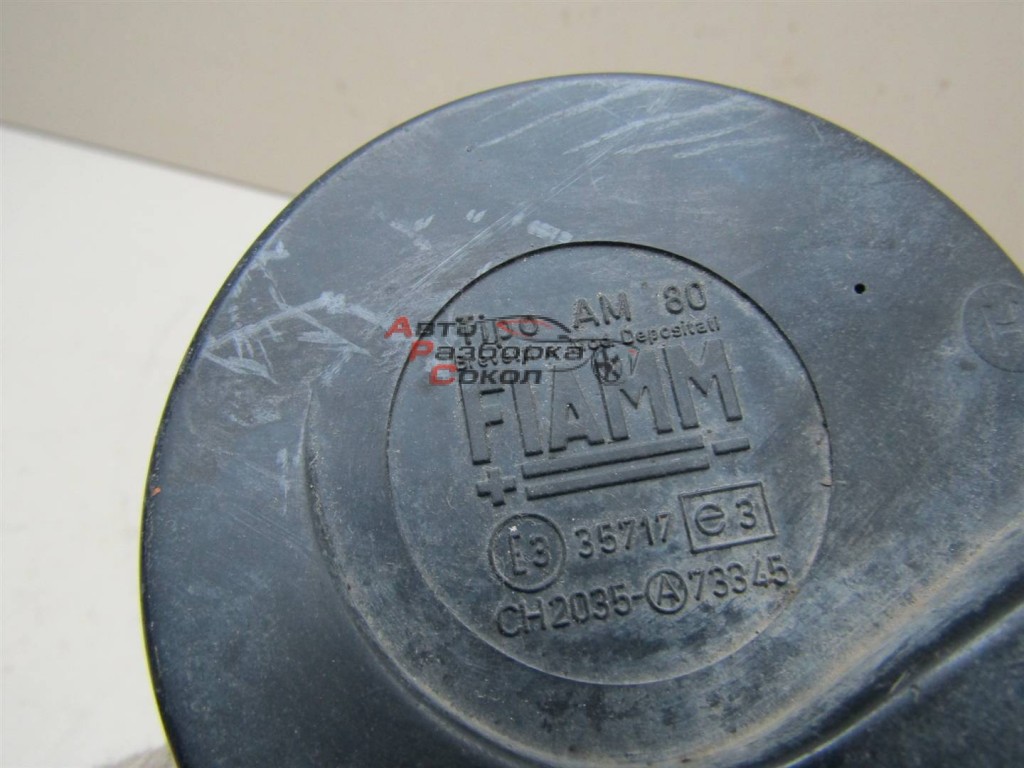 Tipo AM 80
Depositati
FIAMM
+ -
E3 35717 e3
CH2035-A73345
H
Авто
Разборка
Сокол